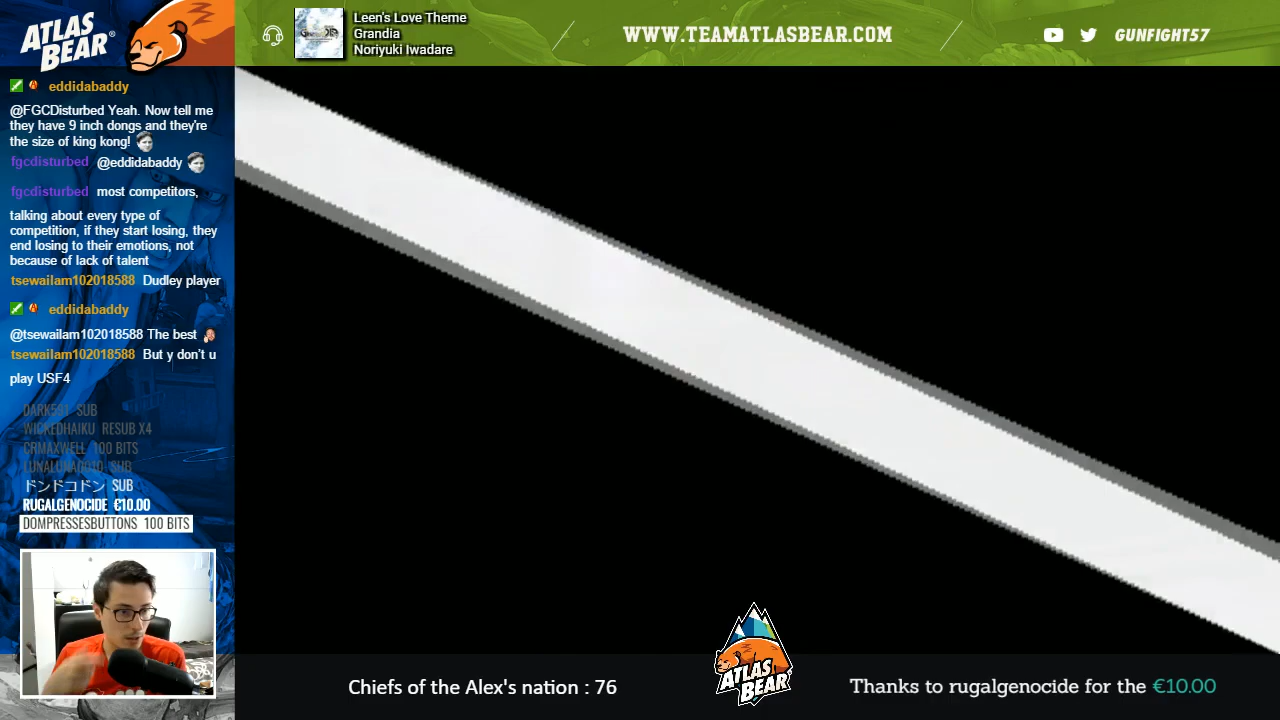 ATLAS BEAR®
Leen's Love Theme
Grandia
Noriyuki Iwadare
WWW.TEAMATLASBEAR.COM
GUNFIGHT57
eddidabaddy
@FGCDisturbed Yeah. Now tell me
they have 9 inch dongs and they're
the size of king kong!
fgcdisturbed @eddidabaddy
fgcdisturbed most competitors,
talking about every type of
competition, if they start losing, they
end losing to their emotions, not
because of lack of talent
tsewailam102018588 Dudley player
eddidabaddy
@tsewailam102018588 The best
tsewailam102018588 But y don't u
play USF4
WICKEDHAIKU RESUB X4
CRMAXWELL 100 BITS
ドンドコドン SUB
RUGALGENOCIDE €10.00
DOMPRESSESBUTTONS 100 BITS
Chiefs of the Alex's nation : 76
ATLAS BEAR
Thanks to rugalgenocide for the €10.00